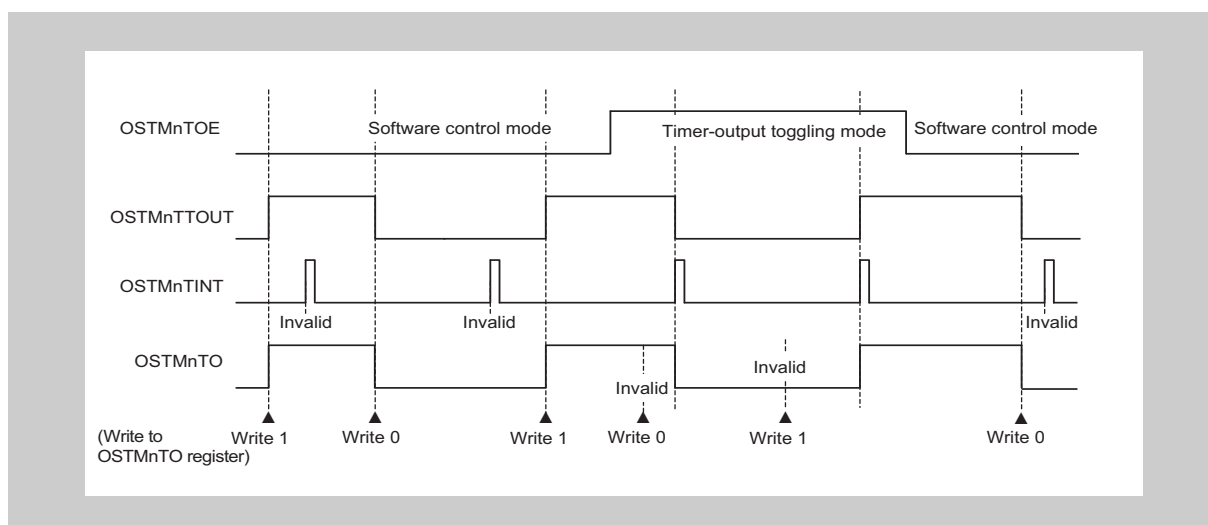 OSTMnTOE
Software control mode
Timer-output toggling mode
Software control mode
OSTMnTTOUT
OSTMnTINT
Invalid
Invalid
Invalid
OSTMnTO
Invalid
Invalid
(Write to
OSTMnTO register)
Write 1
Write 0
Write 1
Write 0
Write 1
Write 0